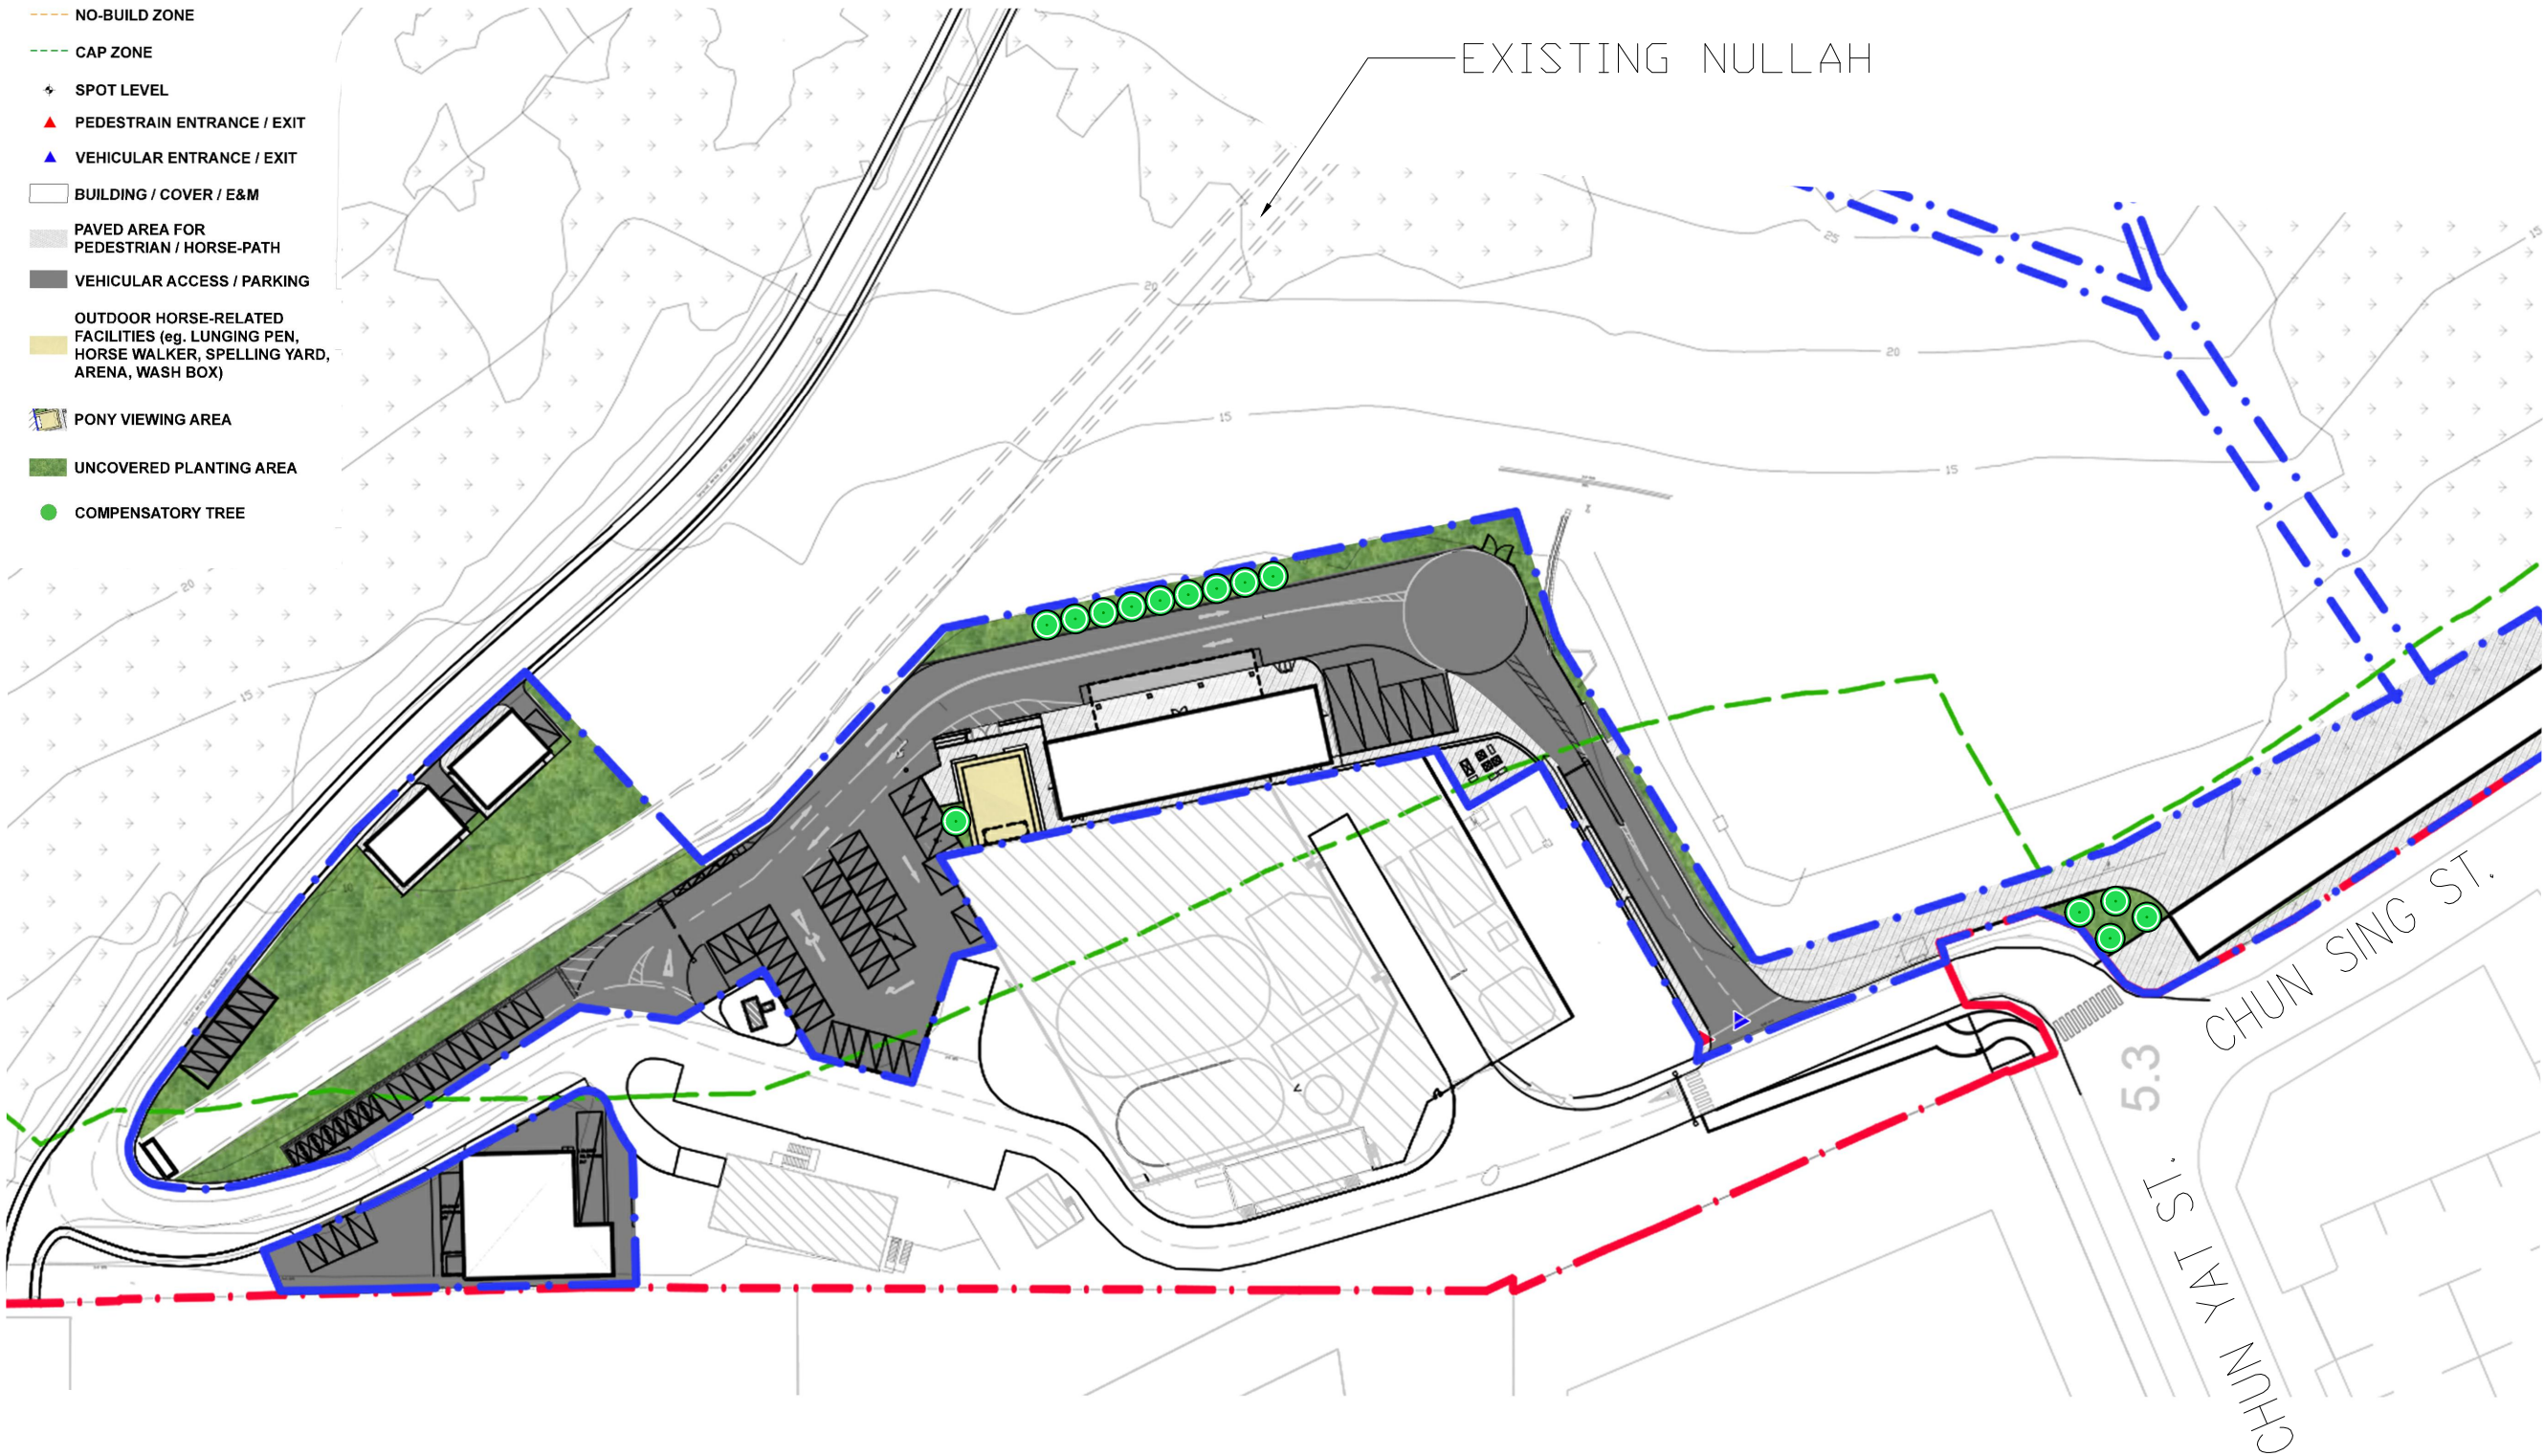 NO-BUILD ZONE
CAP ZONE
SPOT LEVEL
PEDESTRAIN ENTRANCE / EXIT
VEHICULAR ENTRANCE / EXIT
BUILDING / COVER / E&M
PAVED AREA FOR
PEDESTRIAN / HORSE-PATH
VEHICULAR ACCESS / PARKING
OUTDOOR HORSE-RELATED
FACILITIES (eg. LUNGING PEN,
HORSE WALKER, SPELLING YARD,
ARENA, WASH BOX)
PONY VIEWING AREA
UNCOVERED PLANTING AREA
COMPENSATORY TREE
EXISTING NULLAH
25
15
20
20
15
15
20
15
10
CHUN SING ST.
5.3
CHUN YAT ST.
CHUN